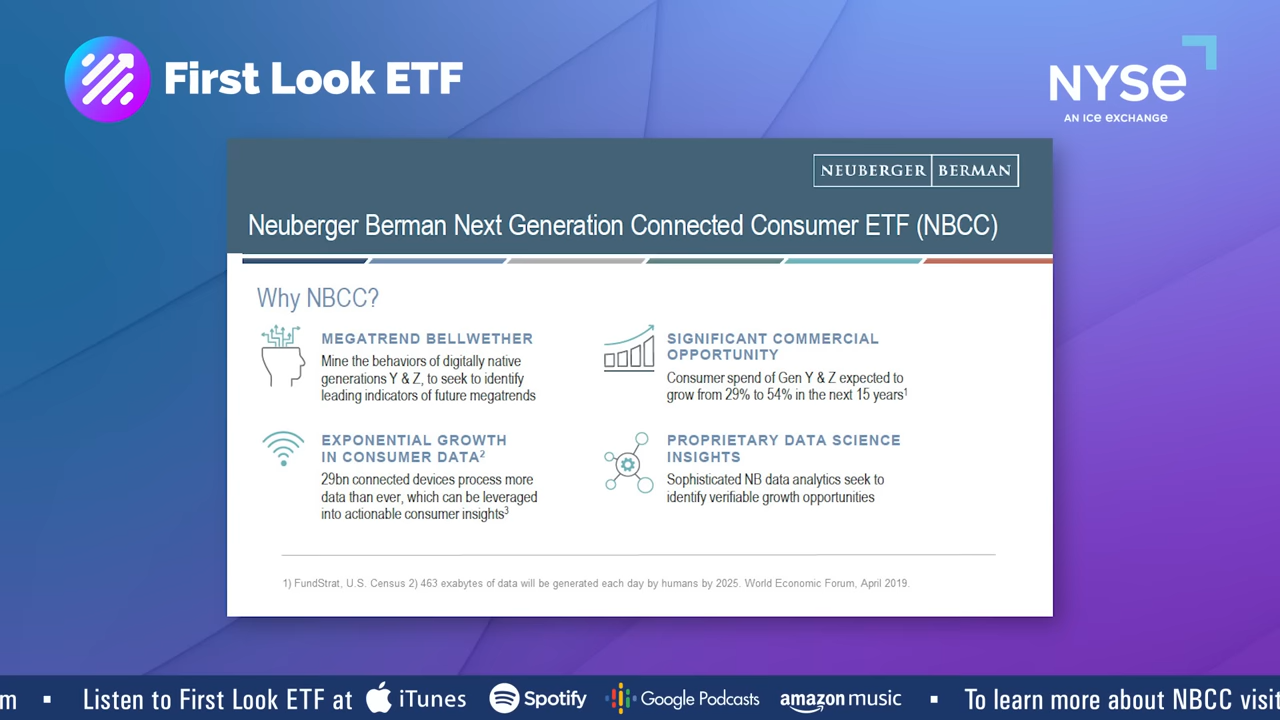 First Look ETF
NYSE
AN ICE EXCHANGE
NEUBERGER BERMAN
Neuberger Berman Next Generation Connected Consumer ETF (NBCC)
Why NBCC?
MEGATREND BELLWETHER
Mine the behaviors of digitally native
generations Y & Z, to seek to identify
leading indicators of future megatrends
SIGNIFICANT COMMERCIAL
OPPORTUNITY
Consumer spend of Gen Y & Z expected to
grow from 29% to 54% in the next 15 years¹
EXPONENTIAL GROWTH
IN CONSUMER DATA²
29bn connected devices process more
data than ever, which can be leveraged
into actionable consumer insights³
PROPRIETARY DATA SCIENCE
INSIGHTS
Sophisticated NB data analytics seek to
identify verifiable growth opportunities
1) FundStrat, U.S. Census 2) 463 exabytes of data will be generated each day by humans by 2025. World Economic Forum, April 2019.
m ▪ Listen to First Look ETF at iTunes Spotify Google Podcasts amazon music ▪ To learn more about NBCC visit